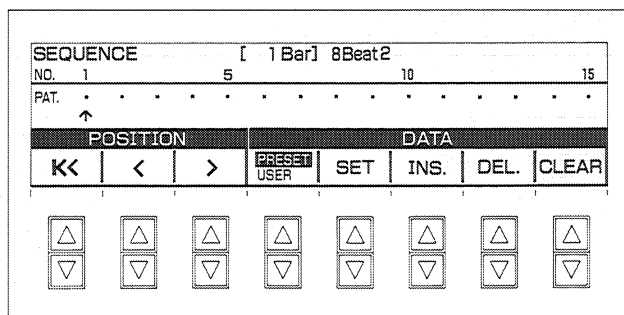 SEQUENCE [ 1 Bar] 8Beat2
NO. 1 5 10 15
PAT. . . . . . . . . . . . . . . .
↑
POSITION DATA
K<< < > PRESET SET INS. DEL. CLEAR
USER